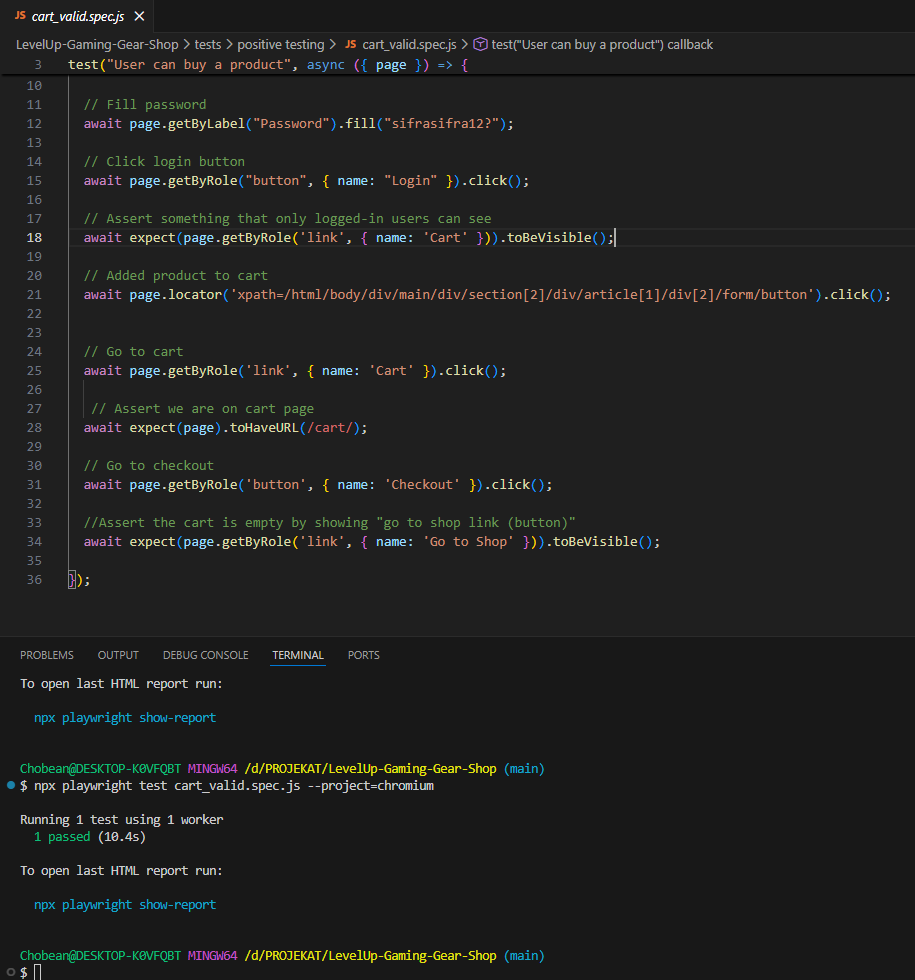 JS cart_valid.spec.js ×
LevelUp-Gaming-Gear-Shop > tests > positive testing > JS cart_valid.spec.js > test("User can buy a product") callback
3 test("User can buy a product", async ({ page }) => {
10
11 // Fill password
12 await page.getByLabel("Password").fill("sifrasifra12?");
13
14 // Click login button
15 await page.getByRole("button", { name: "Login" }).click();
16
17 // Assert something that only logged-in users can see
18 await expect(page.getByRole('link', { name: 'Cart' })).toBeVisible();
19
20 // Added product to cart
21 await page.locator('xpath=/html/body/div/main/div/section[2]/div/article[1]/div[2]/form/button').click();
22
23
24 // Go to cart
25 await page.getByRole('link', { name: 'Cart' }).click();
26
27 // Assert we are on cart page
28 await expect(page).toHaveURL(/cart/);
29
30 // Go to checkout
31 await page.getByRole('button', { name: 'Checkout' }).click();
32
33 //Assert the cart is empty by showing "go to shop link (button)"
34 await expect(page.getByRole('link', { name: 'Go to Shop' })).toBeVisible();
35
36 });
PROBLEMS OUTPUT DEBUG CONSOLE TERMINAL PORTS
To open last HTML report run:
npx playwright show-report
Chobean@DESKTOP-K0VFQBT MINGW64 /d/PROJEKAT/LevelUp-Gaming-Gear-Shop (main)
$ npx playwright test cart_valid.spec.js --project=chromium
Running 1 test using 1 worker
1 passed (10.4s)
To open last HTML report run:
npx playwright show-report
Chobean@DESKTOP-K0VFQBT MINGW64 /d/PROJEKAT/LevelUp-Gaming-Gear-Shop (main)
$